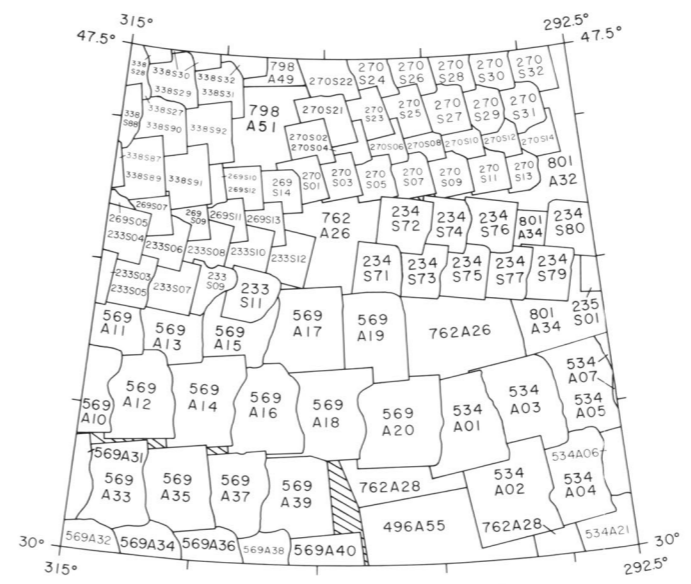 315°
292.5°
47.5°
47.5°
338
S28
338S30
338S29
338S32
338S31
798
A49
270S22
270
S24
270
S26
270
S28
270
S30
270
S32
338
S88
338S27
338S90
338S92
798
A51
270S21
270
S23
270
S25
270
S27
270
S29
270
S31
270S02
270S04
270S06
270S08
270S10
270S12
270S14
338S87
338S89
338S91
269S10
269S12
269
S14
270
S01
270
S03
270
S05
270
S07
270
S09
270
S11
270
S13
801
A32
269S07
269S05
233S04
269
S09
269S11
269S13
233S06
233S08
233S10
233S12
762
A26
234
S72
234
S74
234
S76
801
A34
234
S80
233S03
233S05
233S07
233
S09
233
S11
234
S71
234
S73
234
S75
234
S77
234
S79
235
S01
569
A11
569
A13
569
A15
569
A17
569
A19
762A26
801
A34
569
A10
569
A12
569
A14
569
A16
569
A18
569
A20
534
A01
534
A03
534
A07
534
A05
569A31
569
A33
569
A35
569
A37
569
A39
762A28
534
A02
534A06
534
A04
496A55
762A28
534A21
569A32
569A34
569A36
569A38
569A40
30°
30°
315°
292.5°